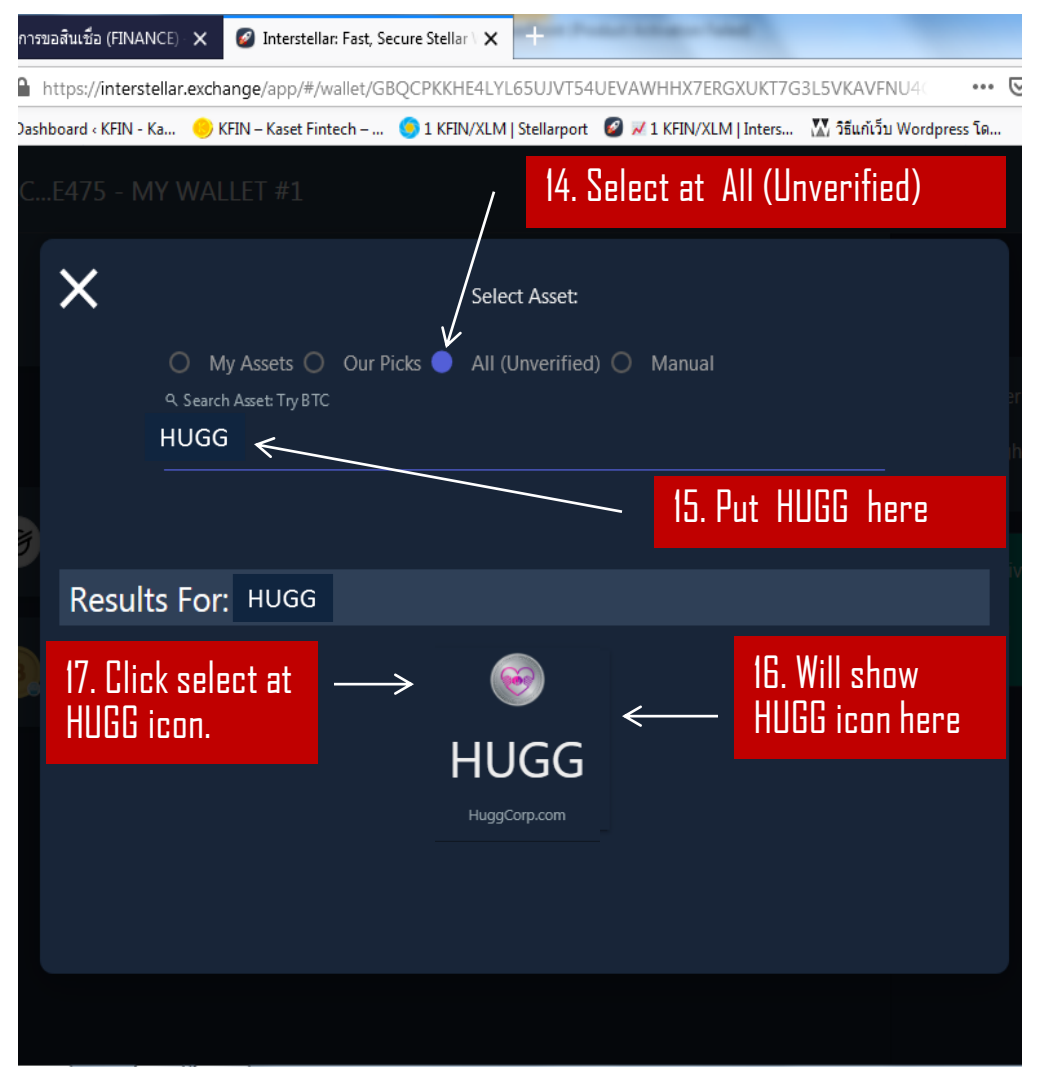 การขอสินเชื่อ (FINANCE) - Interstellar: Fast, Secure Stellar
https://interstellar.exchange/app/#/wallet/GBQCPKKHE4LYL65UJVT54UEVAWHHX7ERGXUKT7G3L5VKAVFNU4
Dashboard ‹ KFIN - Ka... KFIN – Kaset Fintech – ... 1 KFIN/XLM | Stellarport 1 KFIN/XLM | Inters... วิธีแก้เว็บ Wordpress โด...
C...E475 - MY WALLET #1
14. Select at All (Unverified)
Select Asset:
My Assets Our Picks All (Unverified) Manual
Search Asset: Try BTC
HUGG
15. Put HUGG here
Results For: HUGG
17. Click select at
HUGG icon.
16. Will show
HUGG icon here
HUGG
HuggCorp.com